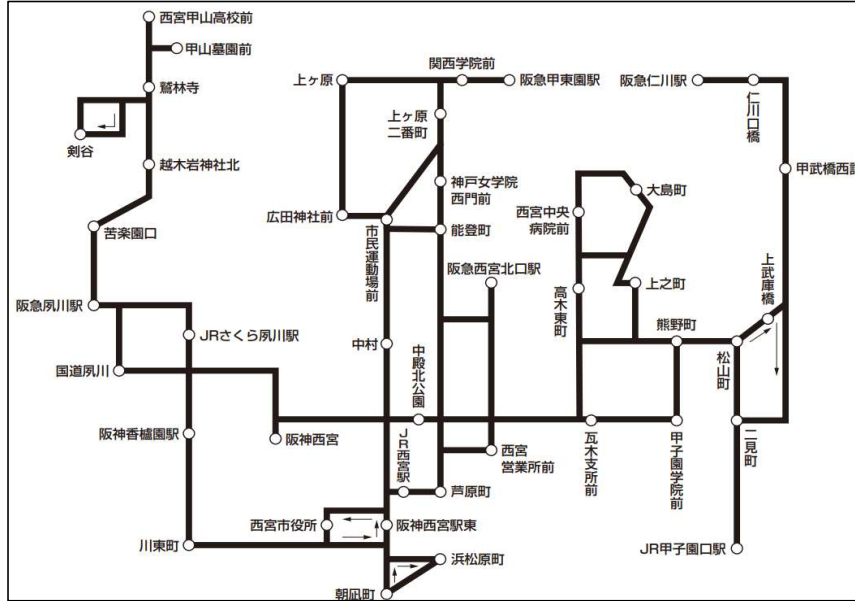 西宮甲山高校前
甲山墓園前
鷲林寺
剣谷
越木岩神社北
苦楽園口
阪急夙川駅
JRさくら夙川駅
国道夙川
阪神香櫨園駅
阪神西宮
川東町
西宮市役所
阪神西宮駅東
朝凪町
浜松原町
上ヶ原
関西学院前
阪急甲東園駅
上ヶ原
二番町
神戸女学院
西門前
広田神社前
市民運動場前
能登町
阪急西宮北口駅
中村
中殿北公園
JR西宮駅
芦原町
西宮
営業所前
阪急仁川駅
仁川口橋
甲武橋西詰
大島町
西宮中央
病院前
上之町
高木東町
熊野町
上武庫橋
松山町
瓦木支所前
甲子園学院前
二見町
JR甲子園口駅